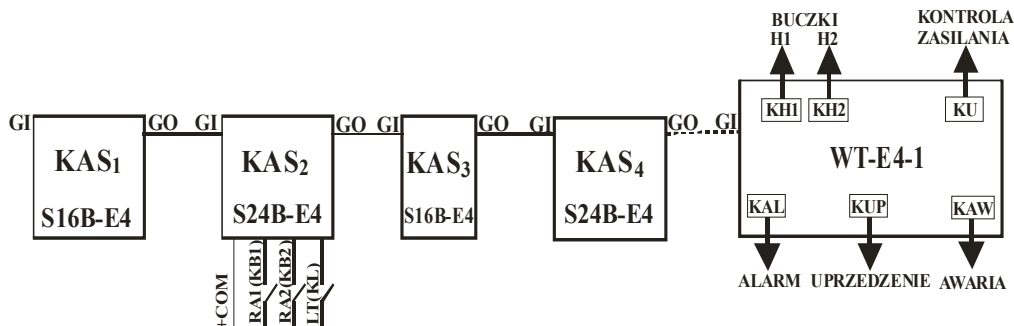 BUCZKI
H1 H2
KONTROLA
ZASILANIA
KH1 KH2 KU
GI GO GI GO GI GO GI GO GI
KAS1 KAS2 KAS3 KAS4 WT-E4-1
S16B-E4 S24B-E4 S16B-E4 S24B-E4
KAL KUP KAW
ALARM UPRZEDZENIE AWARIA
+COM
RA1(KB1)
RA2(KB2)
LT(KL)